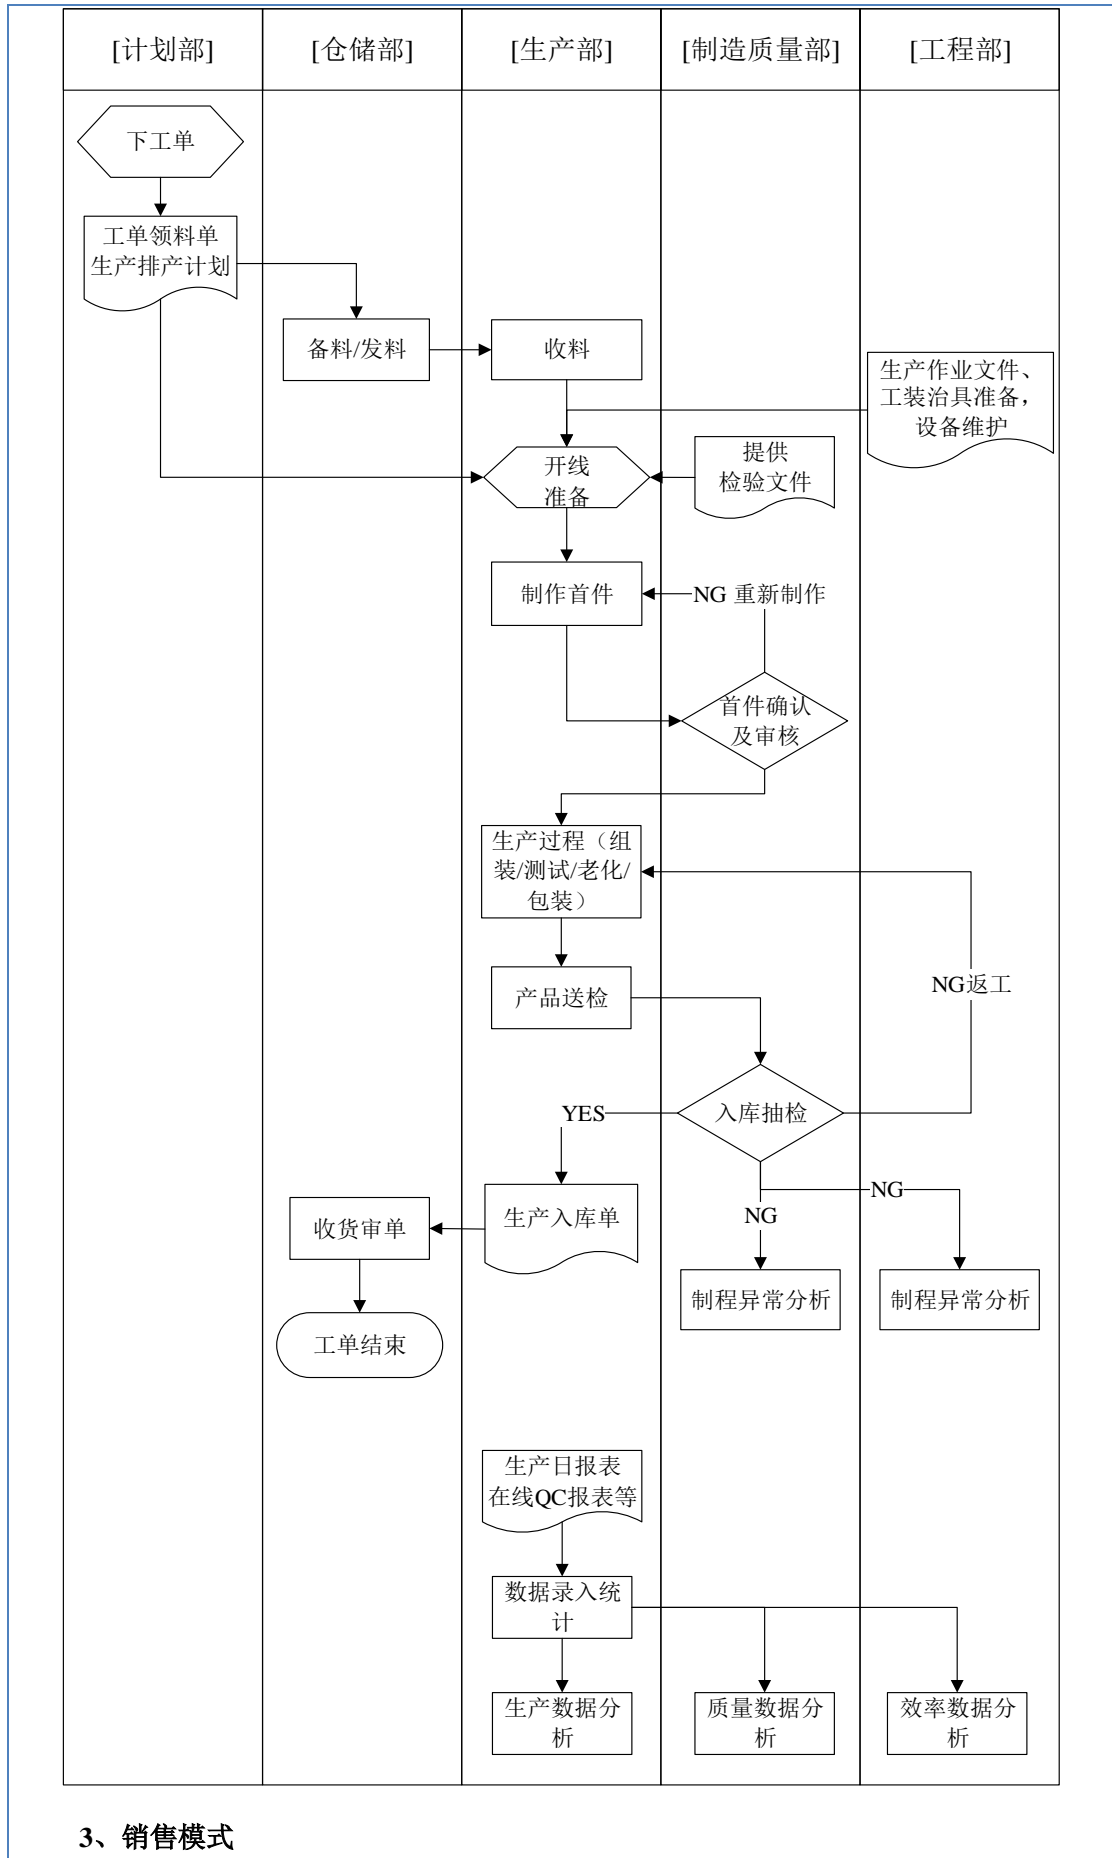 [计划部]
[仓储部]
[生产部]
[制造质量部]
[工程部]
下工单
工单领料单
生产排产计划
备料/发料
收料
生产作业文件、
工装治具准备，
设备维护
提供
检验文件
开线
准备
制作首件
NG 重新制作
首件确认
及审核
生产过程（组
装/测试/老化/
包装）
产品送检
NG返工
入库抽检
YES
NG
NG
生产入库单
收货审单
制程异常分析
制程异常分析
工单结束
生产日报表
在线QC报表等
数据录入统
计
生产数据分
析
质量数据分
析
效率数据分
析
3、销售模式